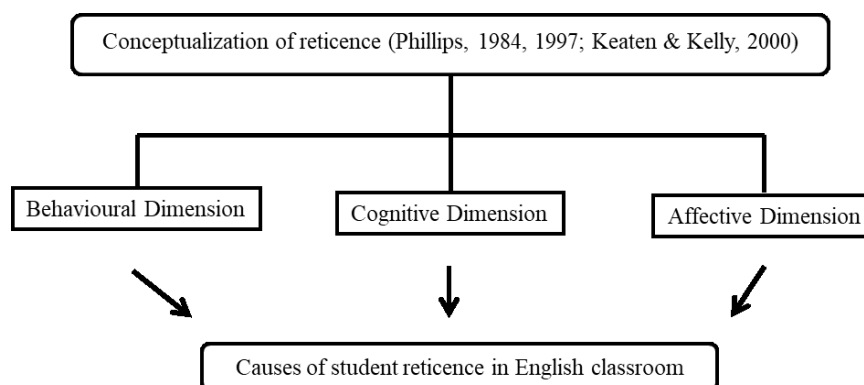 Conceptualization of reticence (Phillips, 1984, 1997; Keaten & Kelly, 2000)
Behavioural Dimension
Cognitive Dimension
Affective Dimension
Causes of student reticence in English classroom